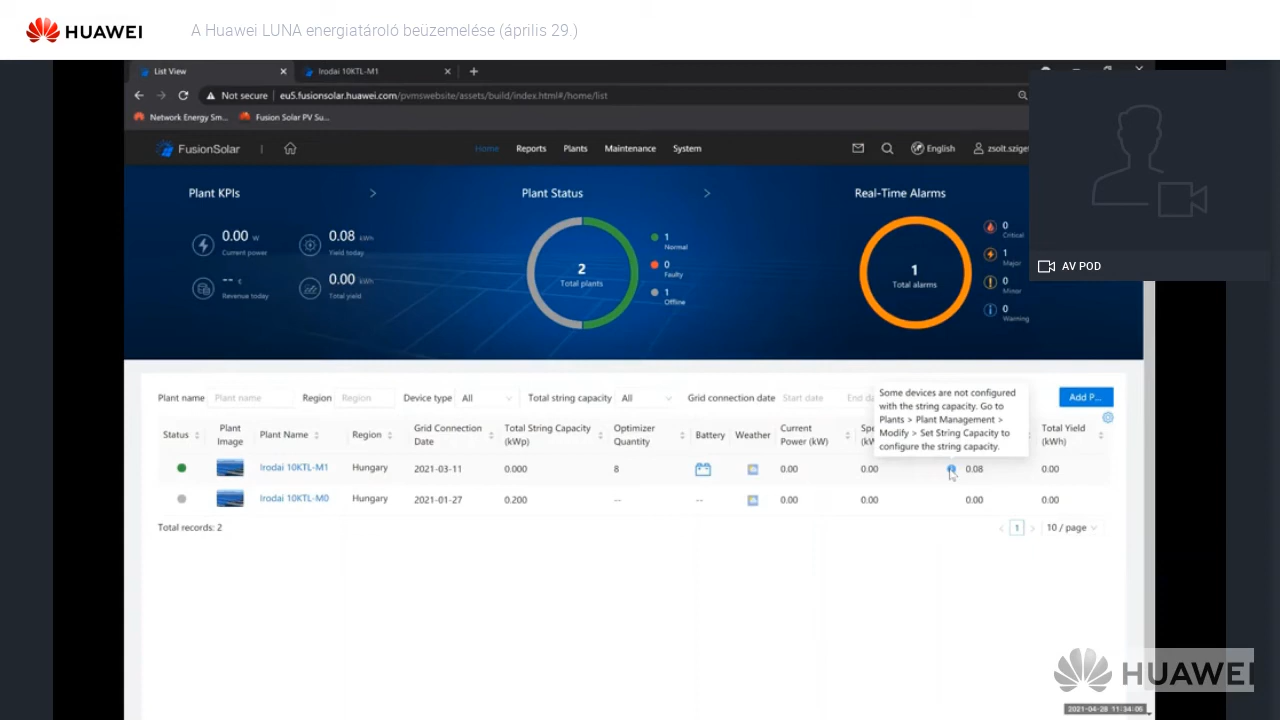 HUAWEI
A Huawei LUNA energiatároló beüzemelése (április 29.)
List View
Irodai 10KTL-M1
Not secure
eu5.fusionsolar.huawei.com/pvmswebsite/assets/build/index.html#/home/list
Network Energy Sm...
Fusion Solar PV Su...
FusionSolar
Home
Reports
Plants
Maintenance
System
English
zsolt.sziget
AV POD
Plant KPIs
0.00 W
Current power
0.08 kWh
Yield today
-- €
Revenue today
0.00 kWh
Total yield
Plant Status
2
Total plants
1
Normal
0
Faulty
1
Offline
Real-Time Alarms
1
Total alarms
0
Critical
1
Major
0
Minor
0
Warning
Plant name
Plant name
Region
Region
Device type
All
Total string capacity
All
Grid connection date
Start date
End da
Add P...
Some devices are not configured
with the string capacity. Go to
Plants > Plant Management >
Modify > Set String Capacity to
configure the string capacity.
Status
Plant
Image
Plant Name
Region
Grid Connection
Date
Total String Capacity
(kWp)
Optimizer
Quantity
Battery
Weather
Current
Power (kW)
Spe
(kW
Total Yield
(kWh)
Irodai 10KTL-M1
Hungary
2021-03-11
0.000
8
0.00
0.00
0.08
0.00
Irodai 10KTL-M0
Hungary
2021-01-27
0.200
--
--
0.00
0.00
0.00
0.00
Total records: 2
1
10 / page
HUAWEI
2021-04-28 11:34:06